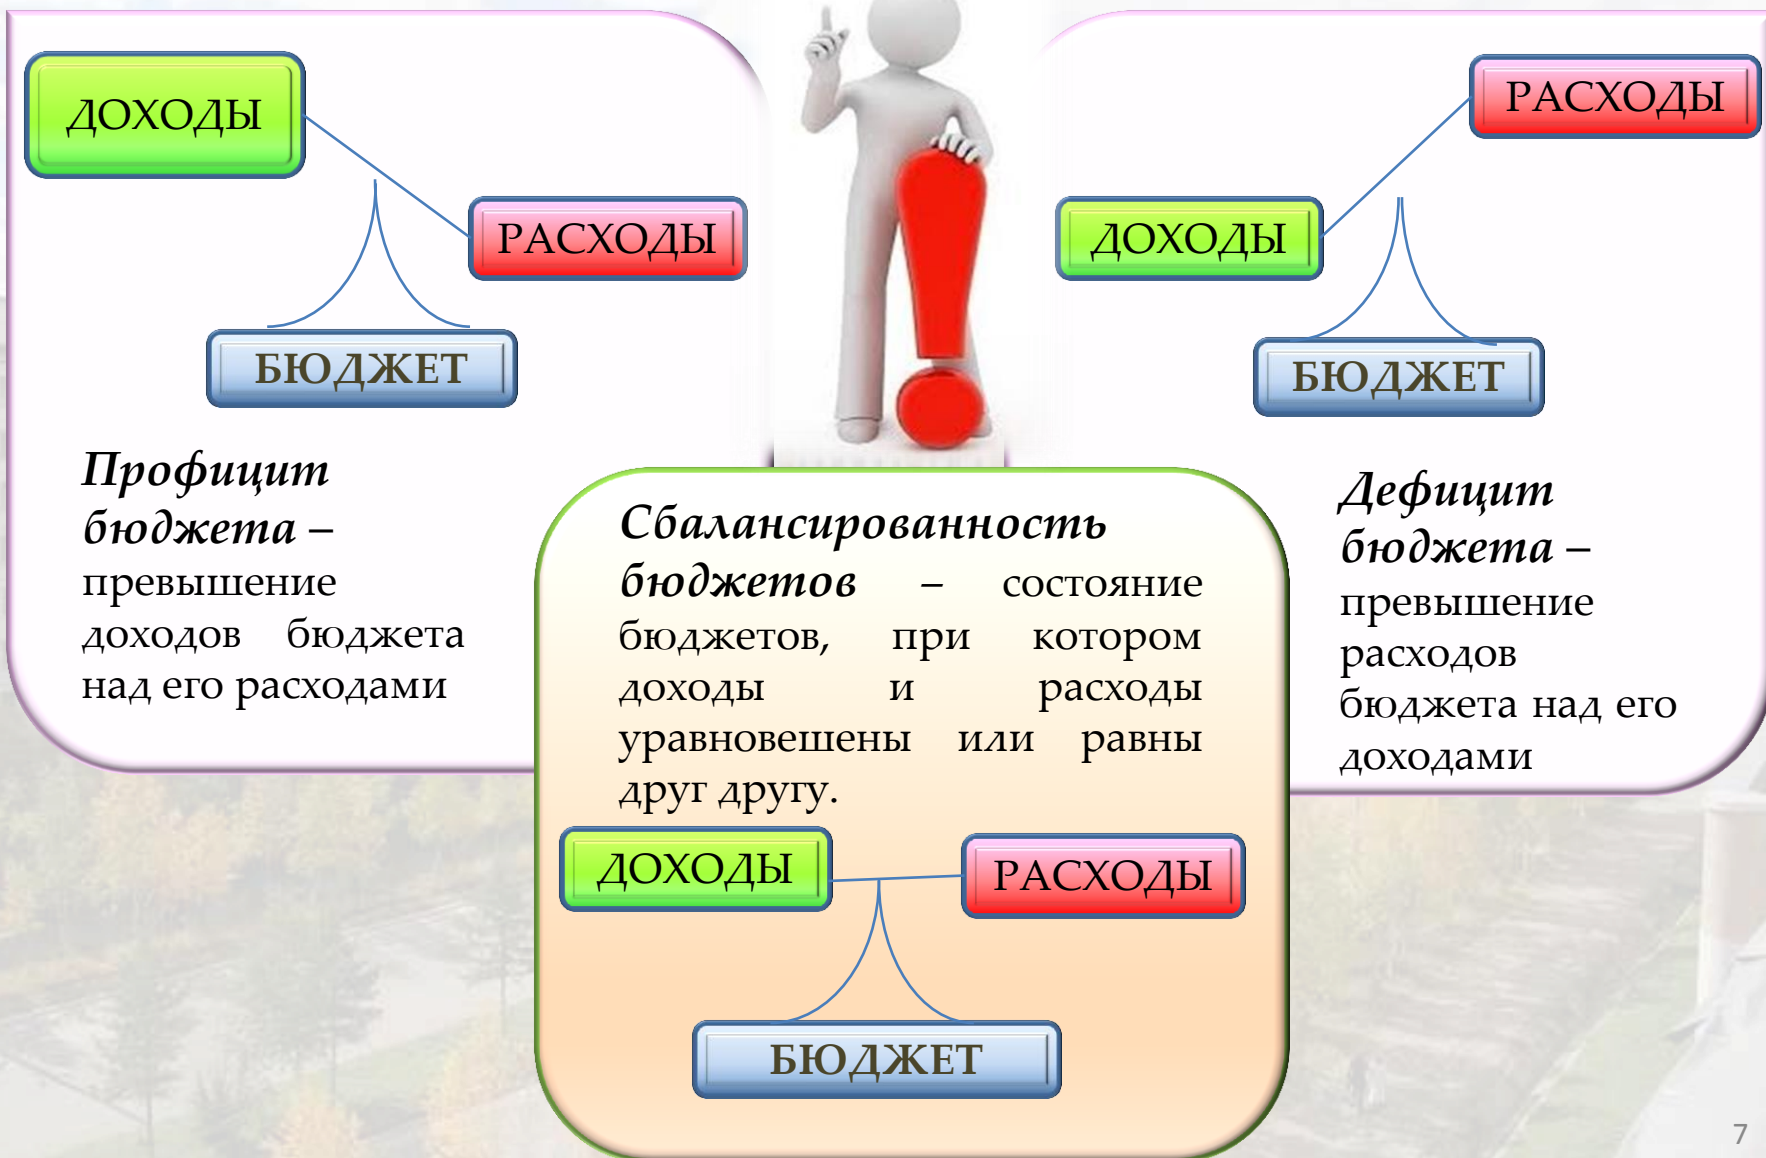 ДОХОДЫ
РАСХОДЫ
БЮДЖЕТ
Профицит
бюджета –
превышение
доходов бюджета
над его расходами
РАСХОДЫ
ДОХОДЫ
БЮДЖЕТ
Дефицит
бюджета –
превышение
расходов
бюджета над его
доходами
Сбалансированность
бюджетов – состояние
бюджетов, при котором
доходы и расходы
уравновешены или равны
друг другу.
ДОХОДЫ
РАСХОДЫ
БЮДЖЕТ
7